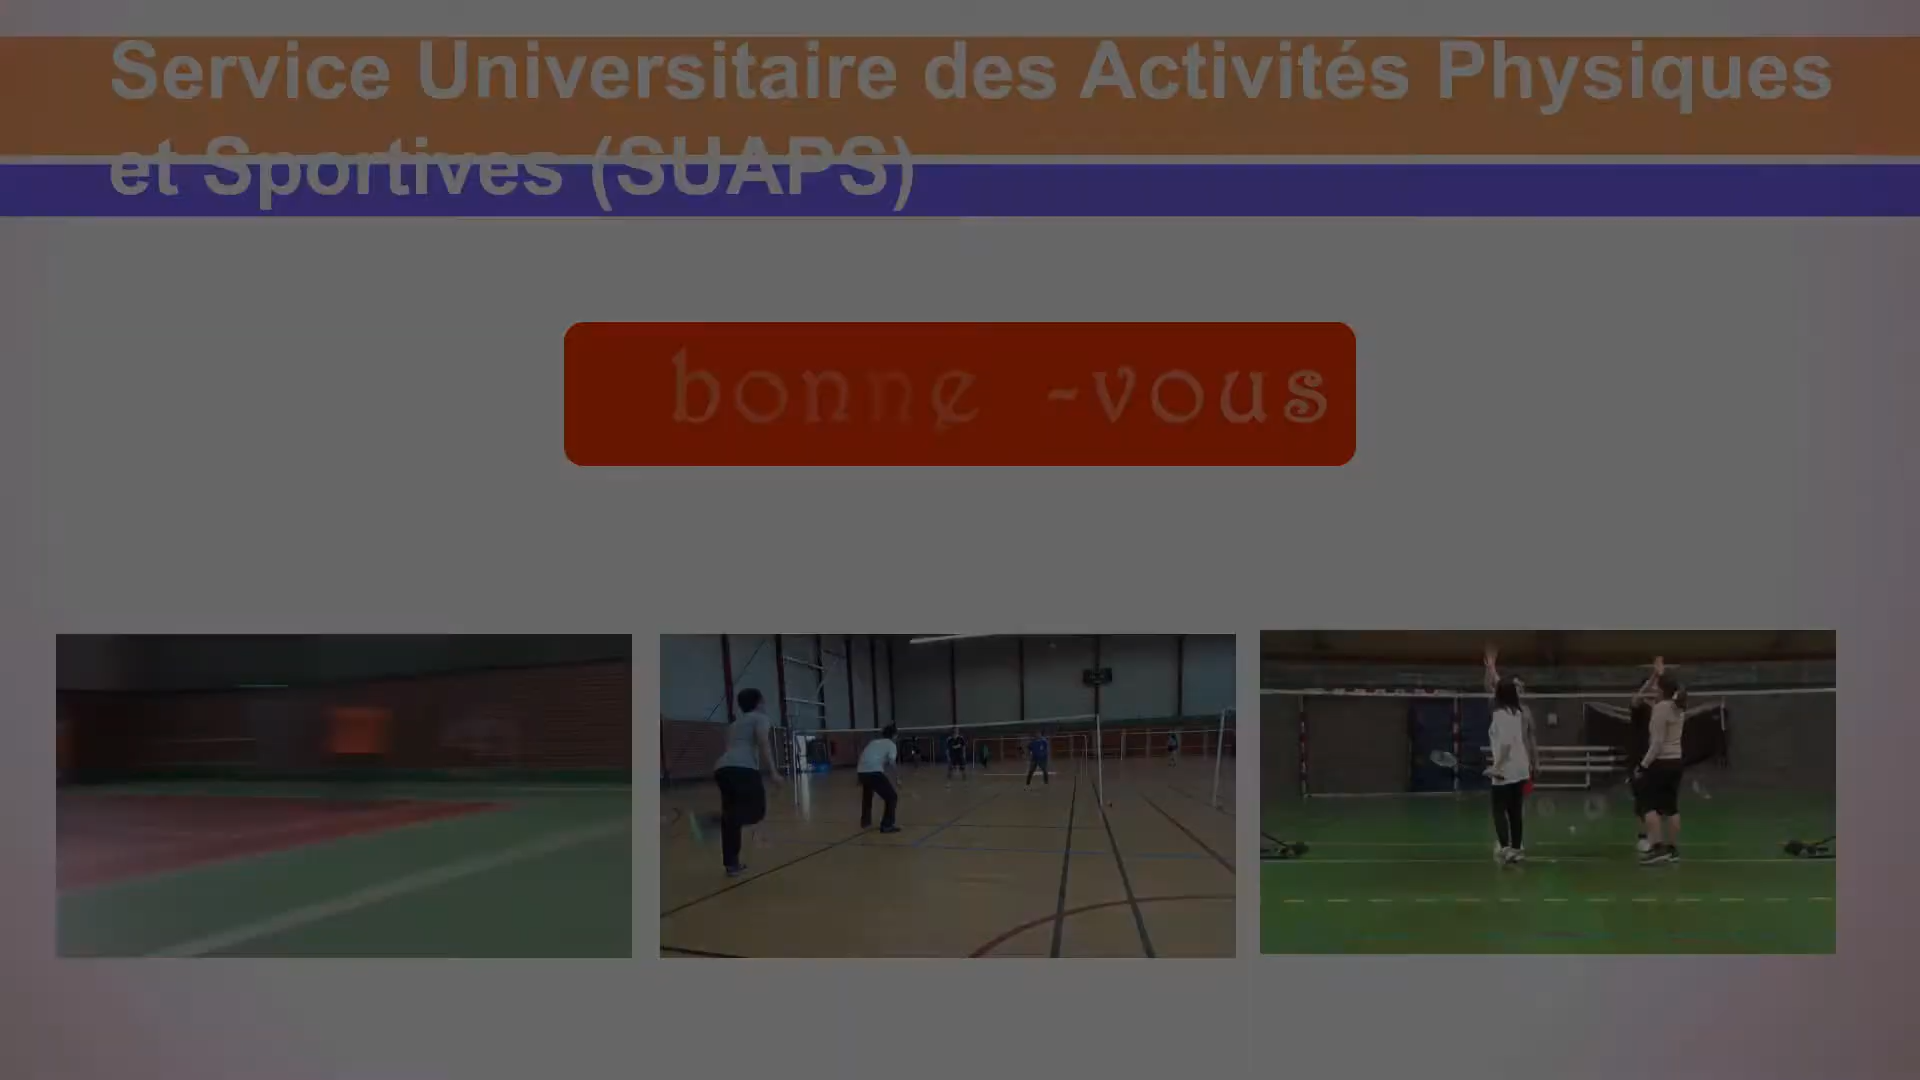 Service Universitaire des Activités Physiques
et Sportives (SUAPS)
bonne -vous